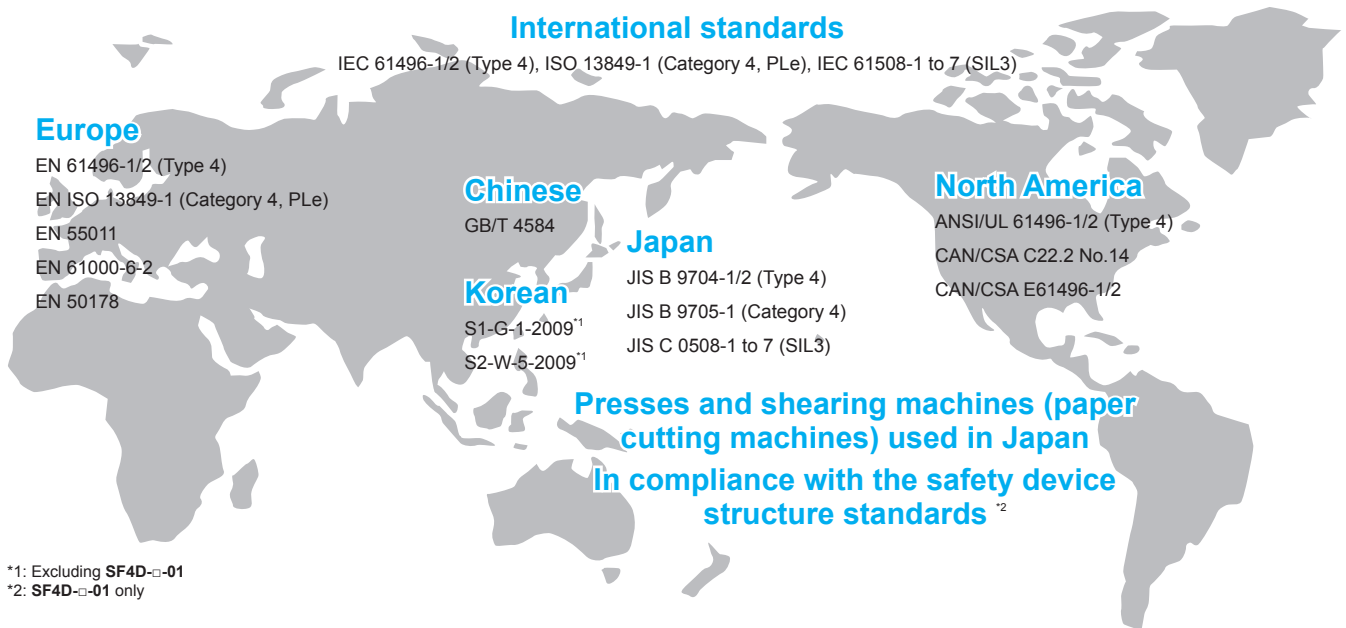 International standards
IEC 61496-1/2 (Type 4), ISO 13849-1 (Category 4, PLe), IEC 61508-1 to 7 (SIL3)
Europe
EN 61496-1/2 (Type 4)
EN ISO 13849-1 (Category 4, PLe)
EN 55011
EN 61000-6-2
EN 50178
Chinese
GB/T 4584
Korean
S1-G-1-2009*1
S2-W-5-2009*1
Japan
JIS B 9704-1/2 (Type 4)
JIS B 9705-1 (Category 4)
JIS C 0508-1 to 7 (SIL3)
North America
ANSI/UL 61496-1/2 (Type 4)
CAN/CSA C22.2 No.14
CAN/CSA E61496-1/2
Presses and shearing machines (paper
cutting machines) used in Japan
In compliance with the safety device
structure standards *2
*1: Excluding SF4D-□-01
*2: SF4D-□-01 only